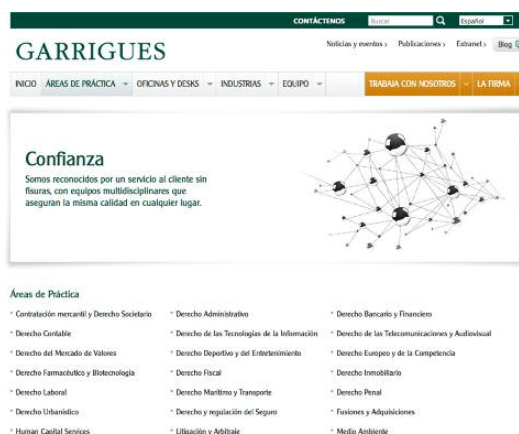 CONTÁCTENOS Buscar Español
GARRIGUES
Noticias y eventos › Publicaciones › Extranet › Blog
INICIO ÁREAS DE PRÁCTICA OFICINAS Y DESKS INDUSTRIAS EQUIPO TRABAJA CON NOSOTROS LA FIRMA
Confianza
Somos reconocidos por un servicio al cliente sin
fisuras, con equipos multidisciplinares que
aseguran la misma calidad en cualquier lugar.
Áreas de Práctica
Contratación mercantil y Derecho Societario
Derecho Administrativo
Derecho Bancario y Financiero
Derecho Contable
Derecho de las Tecnologías de la Información
Derecho de las Telecomunicaciones y Audiovisual
Derecho del Mercado de Valores
Derecho Deportivo y del Entretenimiento
Derecho Europeo y de la Competencia
Derecho Farmacéutico y Biotecnología
Derecho Fiscal
Derecho Inmobiliario
Derecho Laboral
Derecho Marítimo y Transporte
Derecho Penal
Derecho Urbanístico
Derecho y regulación del Seguro
Fusiones y Adquisiciones
Human Capital Services
Litigación y Arbitraje
Medio Ambiente